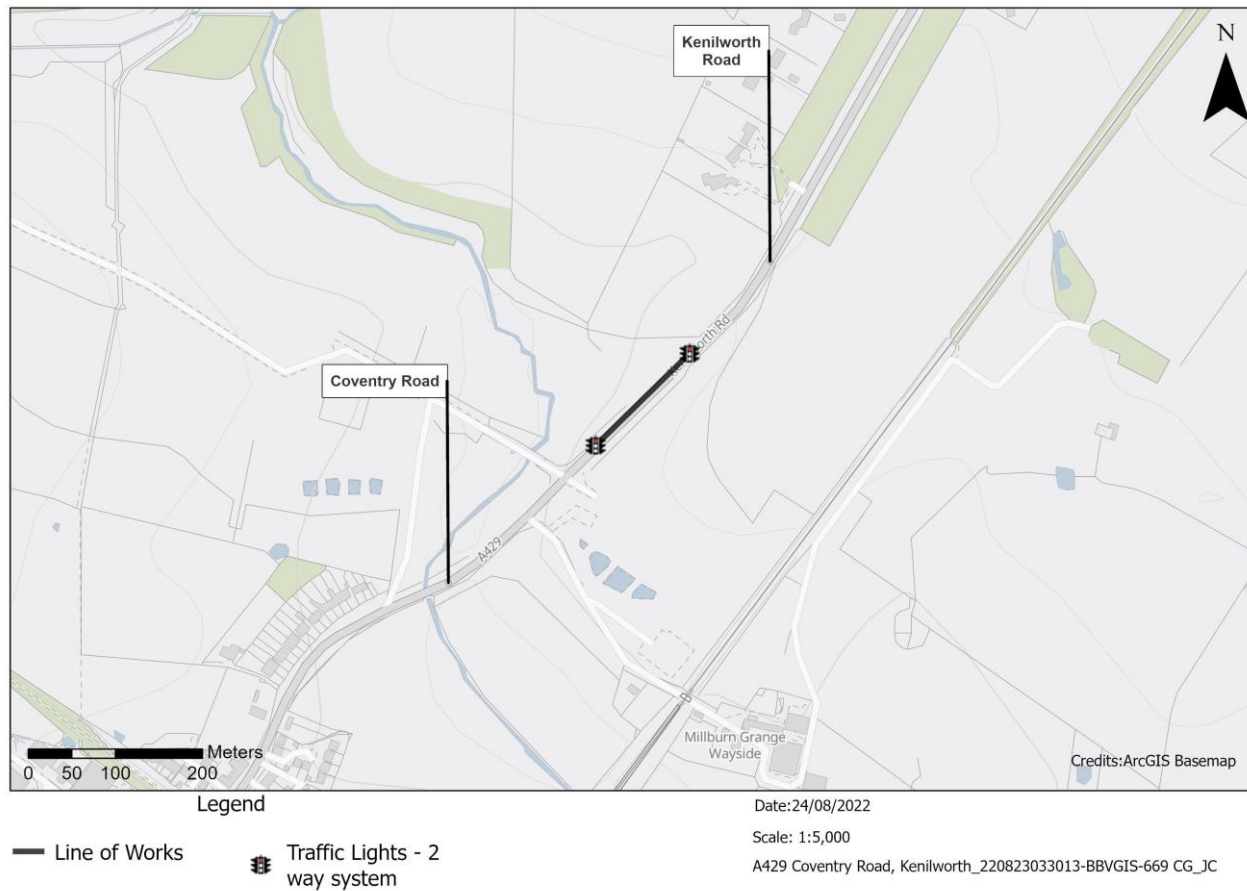 Kenilworth
Road
N
Coventry Road
orth Rd
A429
Millburn Grange
Wayside
Meters
0 50 100 200
Credits:ArcGIS Basemap
Legend
Line of Works
Traffic Lights - 2
way system
Date:24/08/2022
Scale: 1:5,000
A429 Coventry Road, Kenilworth_220823033013-BBVGIS-669 CG_JC